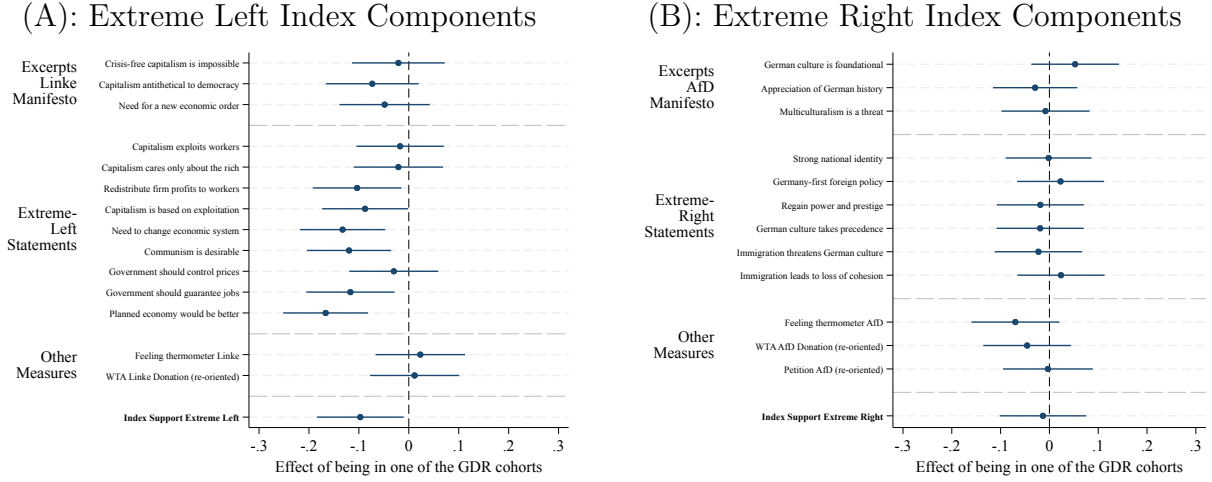 (A): Extreme Left Index Components
Excerpts
Linke
Manifesto
Crisis-free capitalism is impossible
Capitalism antithetical to democracy
Need for a new economic order
Extreme-
Left
Statements
Capitalism exploits workers
Capitalism cares only about the rich
Redistribute firm profits to workers
Capitalism is based on exploitation
Need to change economic system
Communism is desirable
Government should control prices
Government should guarantee jobs
Planned economy would be better
Other
Measures
Feeling thermometer Linke
WTA Linke Donation (re-oriented)
Index Support Extreme Left
-.3 -.2 -.1 0 .1 .2 .3
Effect of being in one of the GDR cohorts
(B): Extreme Right Index Components
Excerpts
AfD
Manifesto
German culture is foundational
Appreciation of German history
Multiculturalism is a threat
Extreme-
Right
Statements
Strong national identity
Germany-first foreign policy
Regain power and prestige
German culture takes precedence
Immigration threatens German culture
Immigration leads to loss of cohesion
Other
Measures
Feeling thermometer AfD
WTA AfD Donation (re-oriented)
Petition AfD (re-oriented)
Index Support Extreme Right
-.3 -.2 -.1 0 .1 .2 .3
Effect of being in one of the GDR cohorts